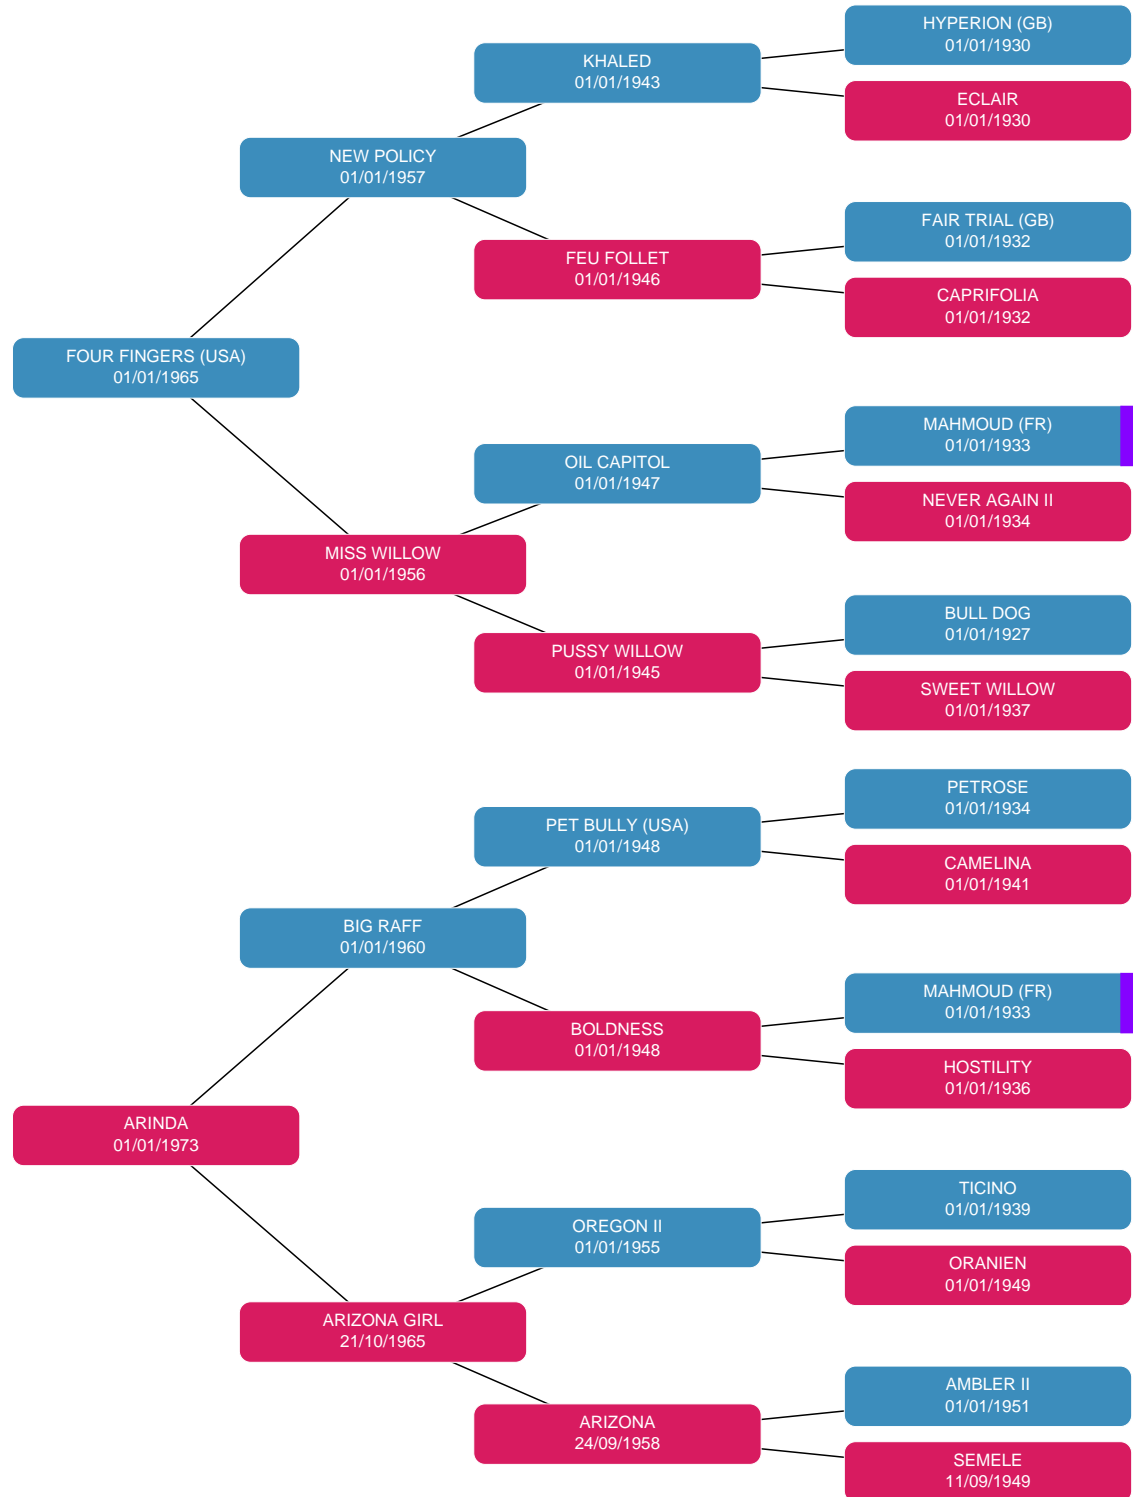 HYPERION (GB)
01/01/1930
KHALED
01/01/1943
ECLAIR
01/01/1930
NEW POLICY
01/01/1957
FAIR TRIAL (GB)
01/01/1932
FEU FOLLET
01/01/1946
CAPRIFOLIA
01/01/1932
FOUR FINGERS (USA)
01/01/1965
MAHMOUD (FR)
01/01/1933
OIL CAPITOL
01/01/1947
NEVER AGAIN II
01/01/1934
MISS WILLOW
01/01/1956
BULL DOG
01/01/1927
PUSSY WILLOW
01/01/1945
SWEET WILLOW
01/01/1937
PETROSE
01/01/1934
PET BULLY (USA)
01/01/1948
CAMELINA
01/01/1941
BIG RAFF
01/01/1960
MAHMOUD (FR)
01/01/1933
BOLDNESS
01/01/1948
HOSTILITY
01/01/1936
ARINDA
01/01/1973
TICINO
01/01/1939
OREGON II
01/01/1955
ORANIEN
01/01/1949
ARIZONA GIRL
21/10/1965
AMBLER II
01/01/1951
ARIZONA
24/09/1958
SEMELE
11/09/1949